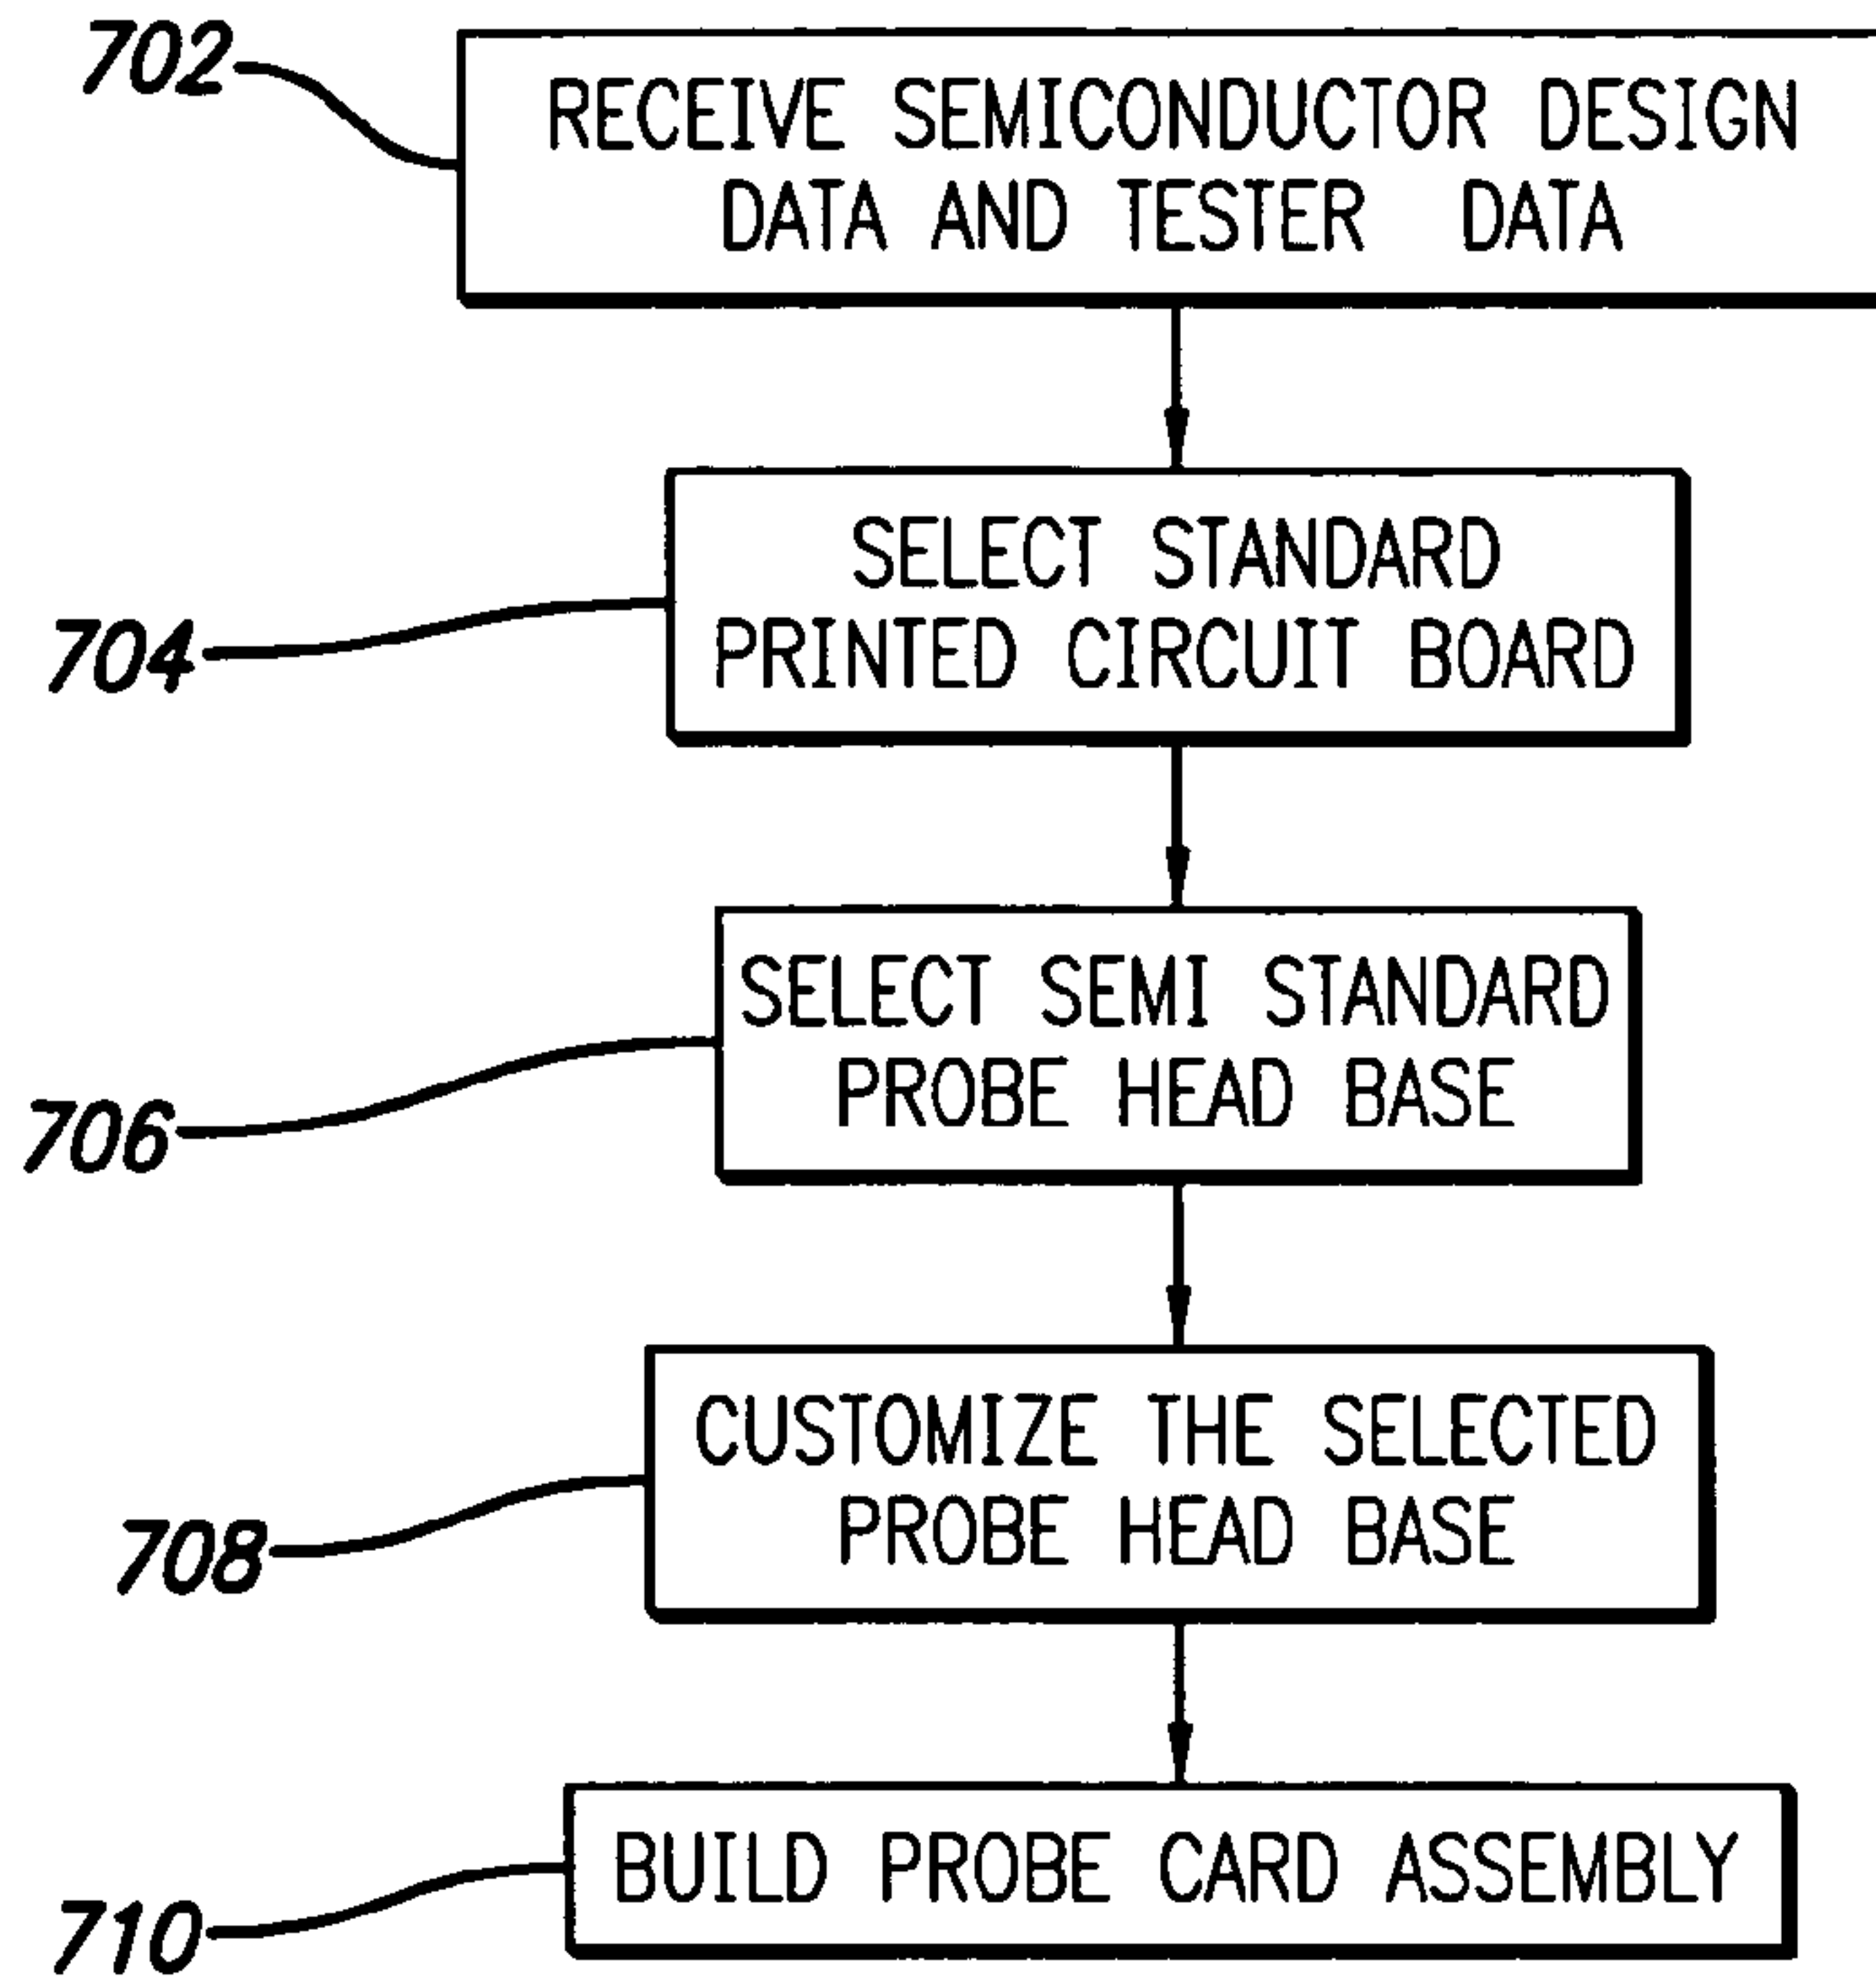 702
RECEIVE SEMICONDUCTOR DESIGN
DATA AND TESTER DATA
SELECT STANDARD
704
PRINTED CIRCUIT BOARD
SELECT SEMI STANDARD
PROBE HEAD BASE
706
CUSTOMIZE THE SELECTED
PROBE HEAD BASE
708
BUILD PROBE CARD ASSEMBLY
710